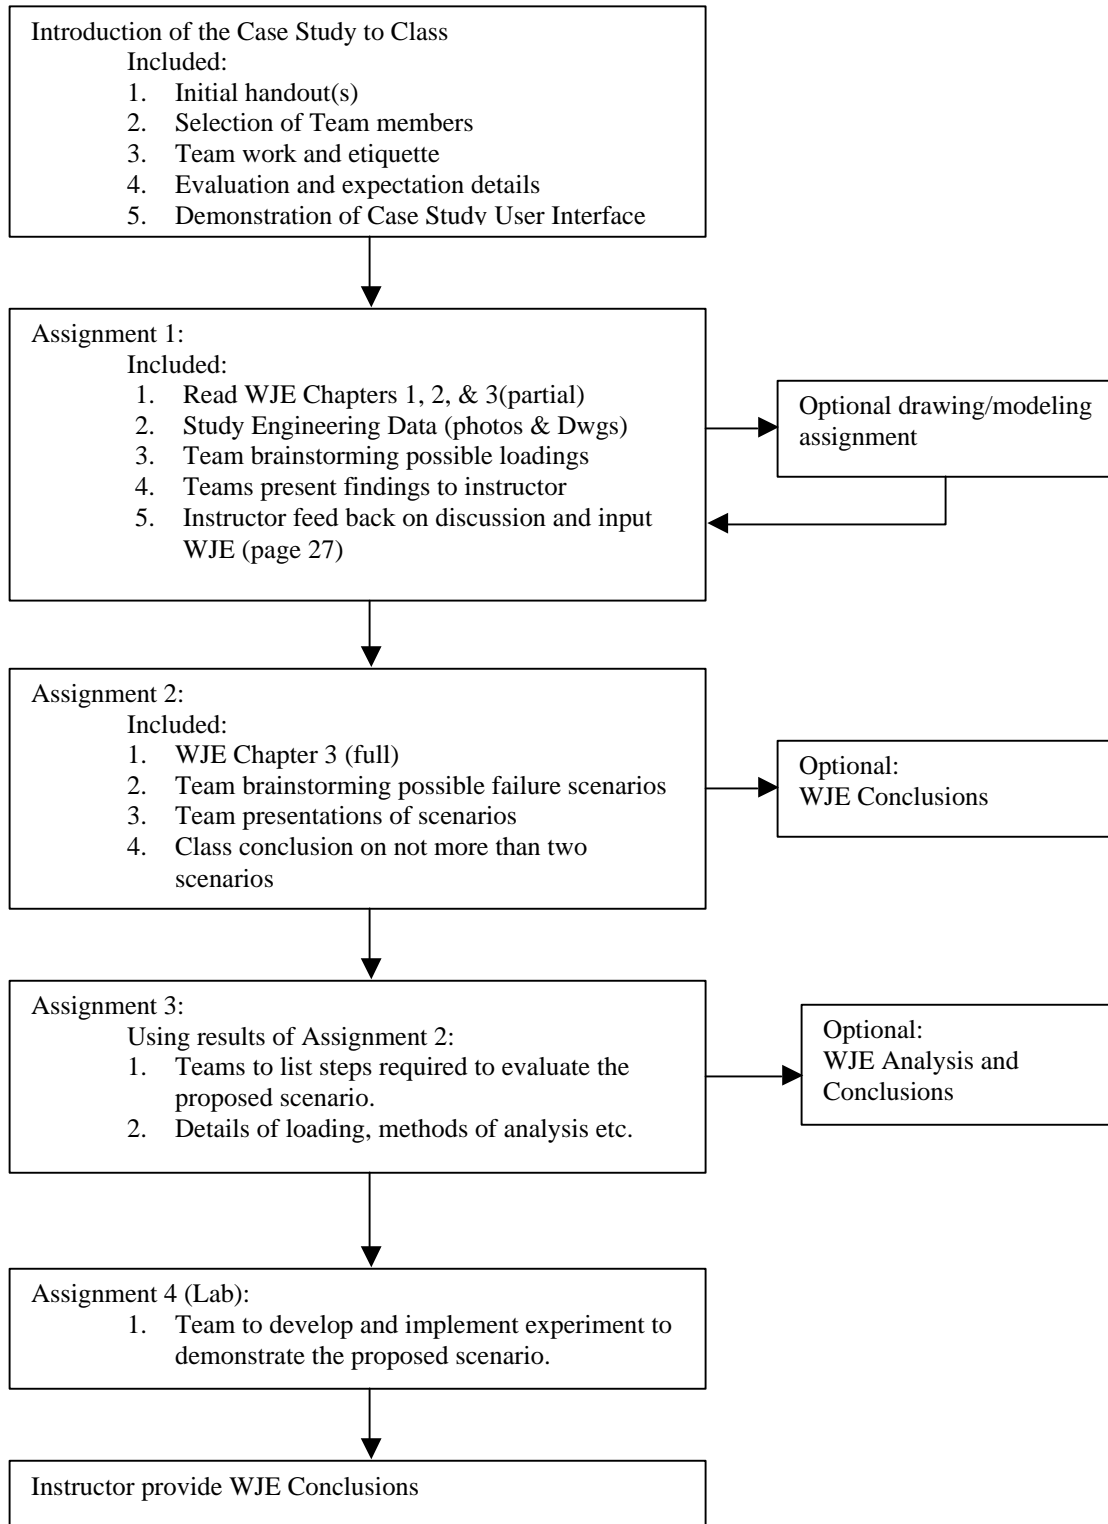 Introduction of the Case Study to Class
Included:
1. Initial handout(s)
2. Selection of Team members
3. Team work and etiquette
4. Evaluation and expectation details
5. Demonstration of Case Study User Interface
Assignment 1:
Included:
1. Read WJE Chapters 1, 2, & 3(partial)
2. Study Engineering Data (photos & Dwgs)
3. Team brainstorming possible loadings
4. Teams present findings to instructor
5. Instructor feed back on discussion and input
WJE (page 27)
Optional drawing/modeling
assignment
Assignment 2:
Included:
1. WJE Chapter 3 (full)
2. Team brainstorming possible failure scenarios
3. Team presentations of scenarios
4. Class conclusion on not more than two
scenarios
Optional:
WJE Conclusions
Assignment 3:
Using results of Assignment 2:
1. Teams to list steps required to evaluate the
proposed scenario.
2. Details of loading, methods of analysis etc.
Optional:
WJE Analysis and
Conclusions
Assignment 4 (Lab):
1. Team to develop and implement experiment to
demonstrate the proposed scenario.
Instructor provide WJE Conclusions